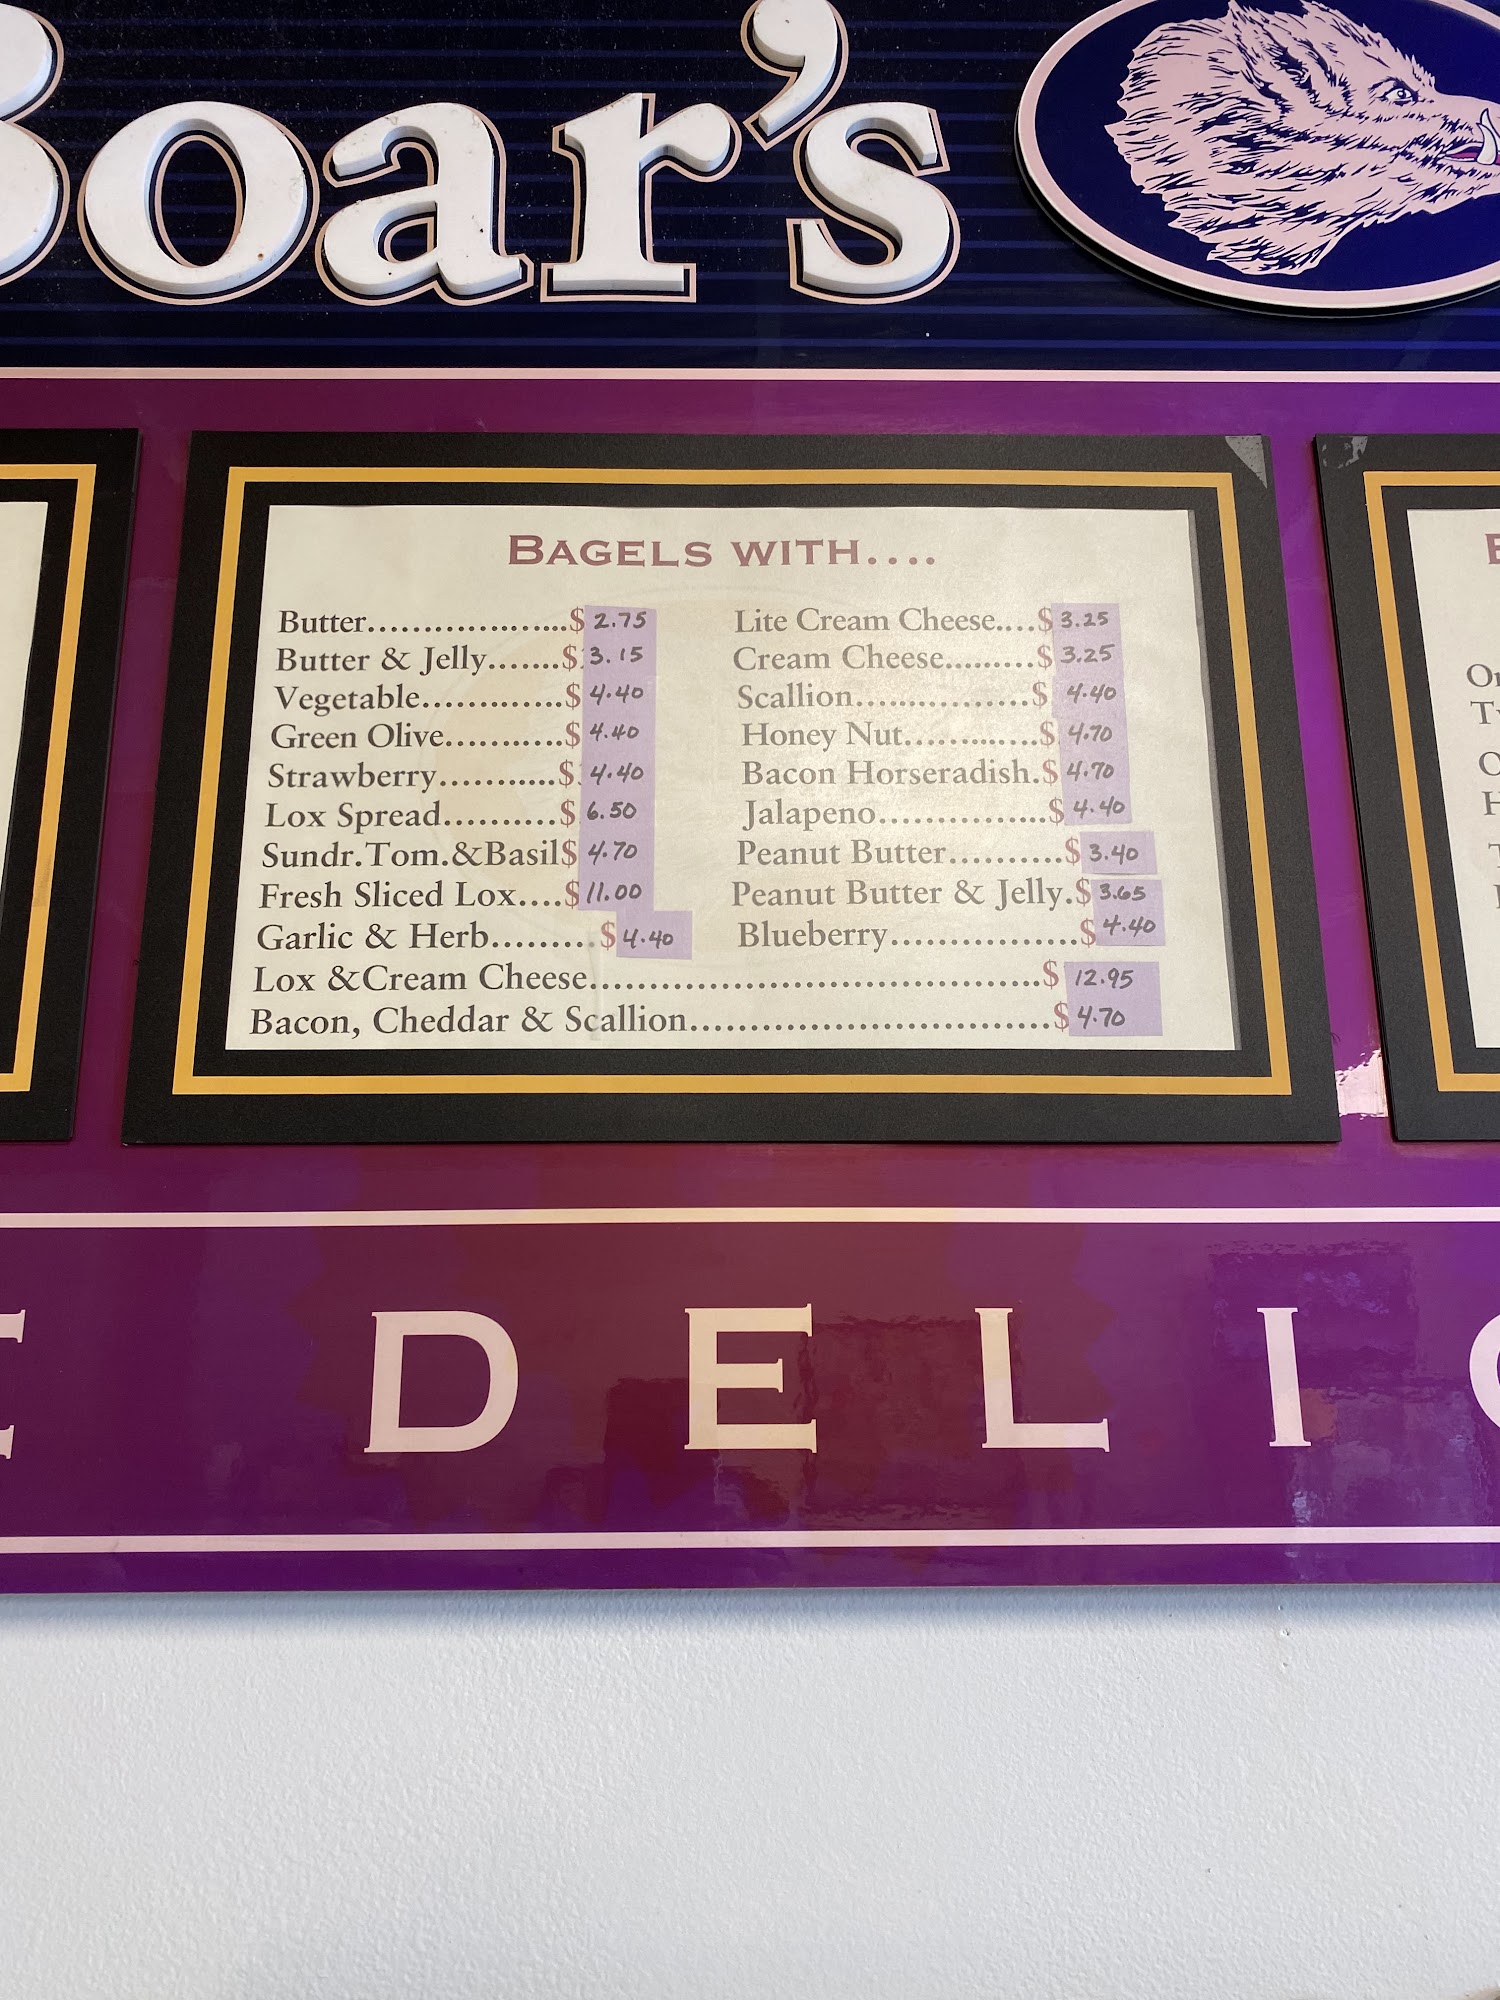 Boar's
BAGELS WITH....
Butter....................$ 2.75
Butter & Jelly.......$ 3.15
Vegetable.............$ 4.40
Green Olive...........$ 4.40
Strawberry...........$ 4.40
Lox Spread..........$ 6.50
Sundr.Tom.&Basil$ 4.70
Fresh Sliced Lox....$ 11.00
Garlic & Herb.........$ 4.40
Lite Cream Cheese....$ 3.25
Cream Cheese.........$ 3.25
Scallion..................$ 4.40
Honey Nut.............$ 4.70
Bacon Horseradish.$ 4.70
Jalapeno...............$ 4.40
Peanut Butter..........$ 3.40
Peanut Butter & Jelly.$ 3.65
Blueberry................$ 4.40
Lox &Cream Cheese......................................$ 12.95
Bacon, Cheddar & Scallion..............................$ 4.70
DELI